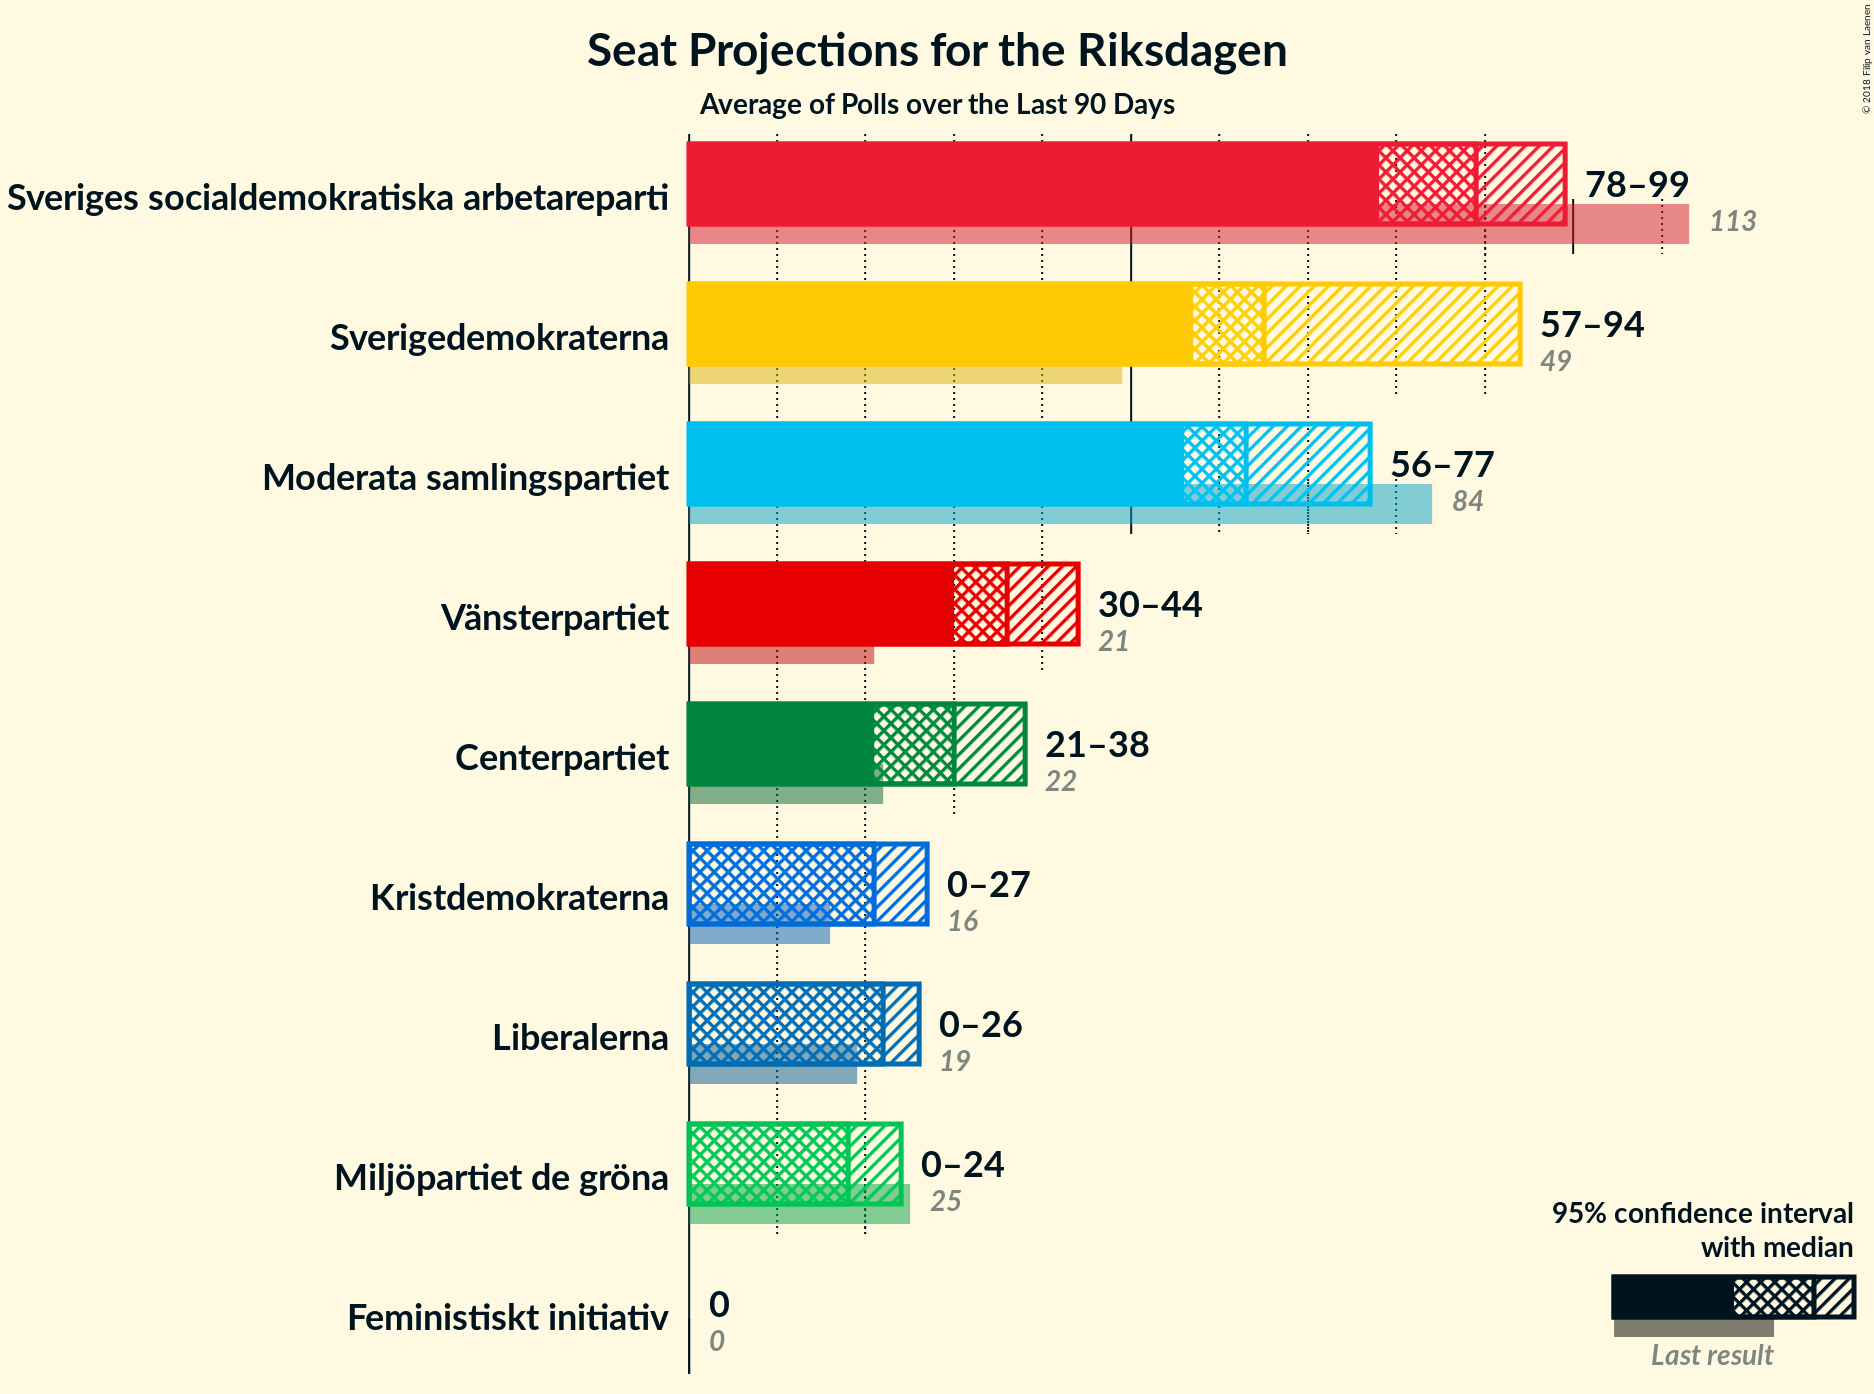 Seat Projections for the Riksdagen
Average of Polls over the Last 90 Days
© 2018 Filip van Laenen
Sveriges socialdemokratiska arbetareparti
78–99
113
Sverigedemokraterna
57–94
49
Moderata samlingspartiet
56–77
84
Vänsterpartiet
30–44
21
Centerpartiet
21–38
22
Kristdemokraterna
0–27
16
Liberalerna
0–26
19
Miljöpartiet de gröna
0–24
25
Feministiskt initiativ
0
0
95% confidence interval
with median
Last result